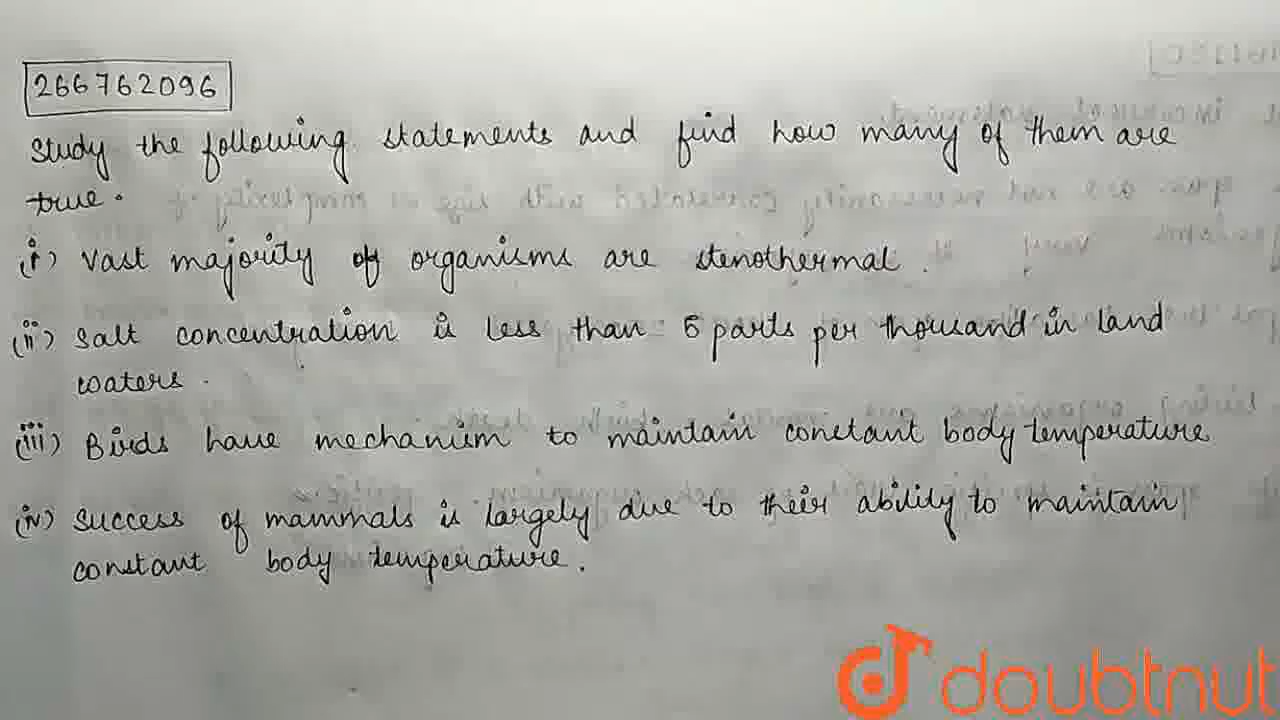 266762096
Study the following statements and find how many of them are
true.
(i) Vast majority of organisms are stenothermal.
(ii) Salt concentration is less than 5 parts per thousand in land
waters.
(iii) Birds have mechanism to maintain constant body temperature
(iv) Success of mammals is largely due to their ability to maintain
constant body temperature.
doubtnut